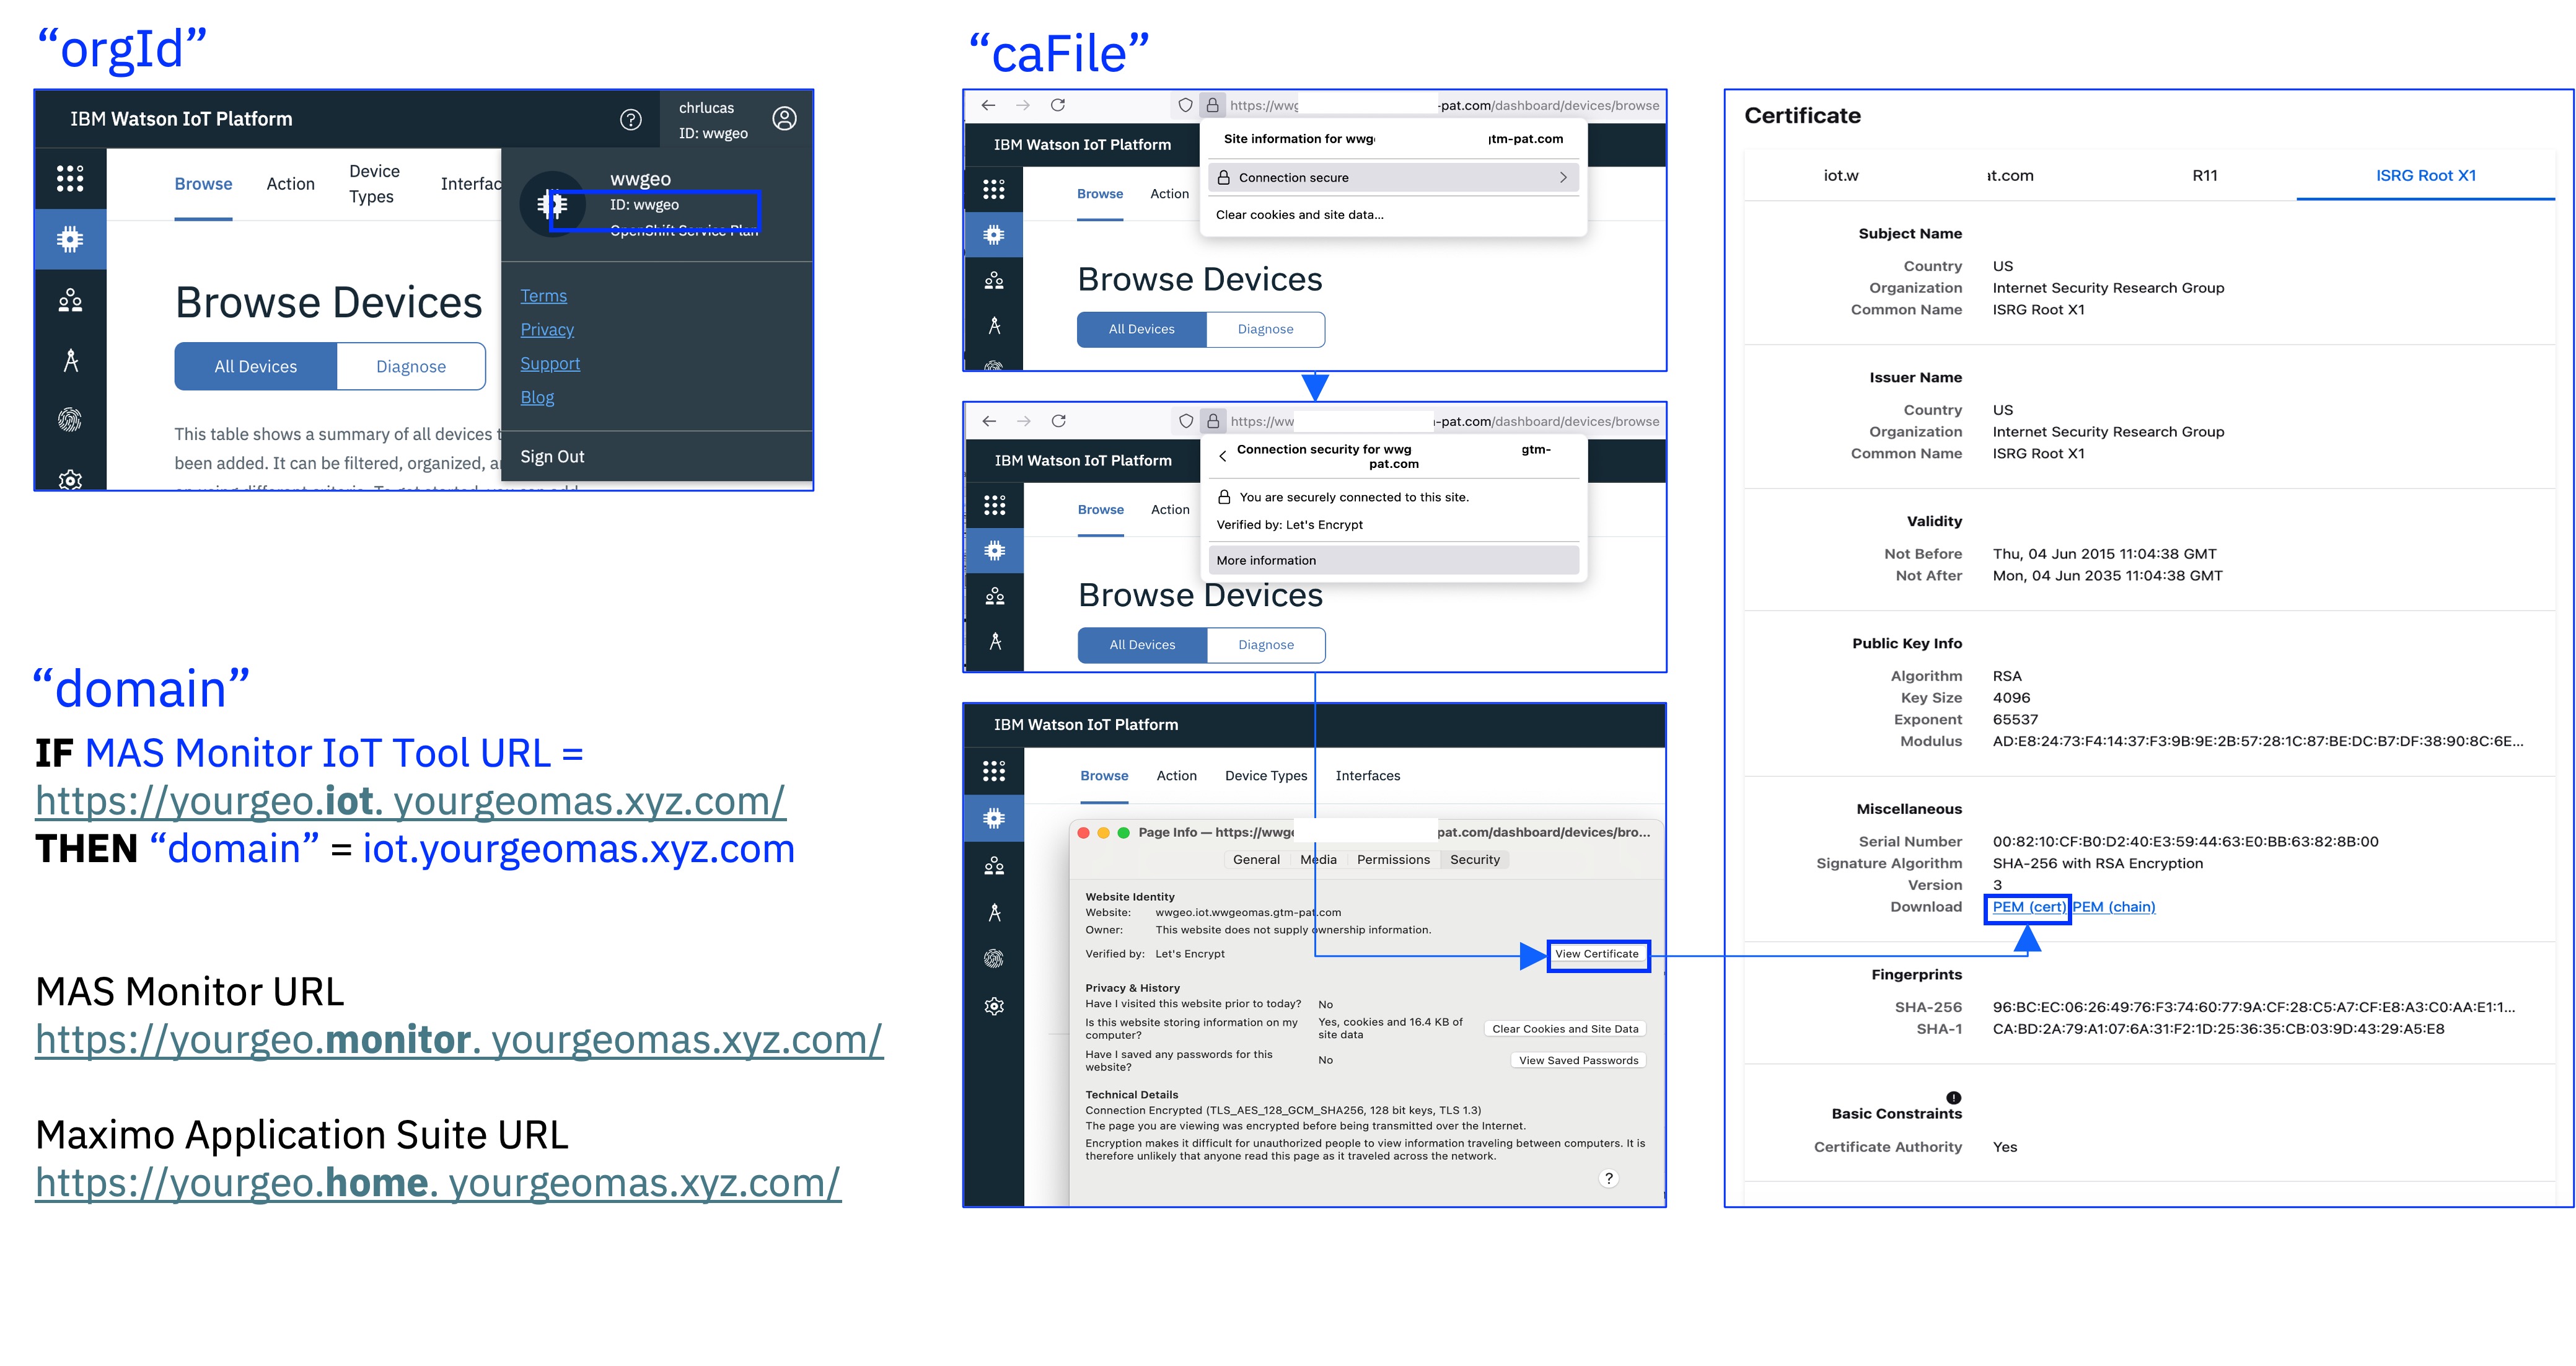 “orgId”
IBM Watson IoT Platform
chrlucas
ID: wwgeo
Browse
Action
Device
Types
Interfac
wwgeo
ID: wwgeo
OpenShift Service Plan
Browse Devices
All Devices
Diagnose
Terms
Privacy
Support
Blog
Sign Out
This table shows a summary of all devices t
been added. It can be filtered, organized, a
“domain”
IF MAS Monitor IoT Tool URL =
https://yourgeo.iot. yourgeomas.xyz.com/
THEN “domain” = iot.yourgeomas.xyz.com
MAS Monitor URL
https://yourgeo.monitor. yourgeomas.xyz.com/
Maximo Application Suite URL
https://yourgeo.home. yourgeomas.xyz.com/
“caFile”
https://wwg -pat.com/dashboard/devices/browse
IBM Watson IoT Platform
Site information for wwg tm-pat.com
Connection secure
Clear cookies and site data...
Browse
Action
Browse Devices
All Devices
Diagnose
https://ww -pat.com/dashboard/devices/browse
IBM Watson IoT Platform
Connection security for wwg gtm-
pat.com
You are securely connected to this site.
Verified by: Let's Encrypt
More information
Browse
Action
Browse Devices
All Devices
Diagnose
IBM Watson IoT Platform
Browse
Action
Device Types
Interfaces
Page Info — https://wwge pat.com/dashboard/devices/bro...
General
Media
Permissions
Security
Website Identity
Website: wwgeo.iot.wwgeomas.gtm-pat.com
Owner: This website does not supply ownership information.
Verified by: Let's Encrypt
View Certificate
Privacy & History
Have I visited this website prior to today? No
Is this website storing information on my
computer?
Yes, cookies and 16.4 KB of
site data
Clear Cookies and Site Data
Have I saved any passwords for this
website?
No
View Saved Passwords
Technical Details
Connection Encrypted (TLS_AES_128_GCM_SHA256, 128 bit keys, TLS 1.3)
The page you are viewing was encrypted before being transmitted over the Internet.
Encryption makes it difficult for unauthorized people to view information traveling between computers. It is
therefore unlikely that anyone read this page as it traveled across the network.
?
Certificate
iot.w at.com
R11
ISRG Root X1
Subject Name
Country US
Organization Internet Security Research Group
Common Name ISRG Root X1
Issuer Name
Country US
Organization Internet Security Research Group
Common Name ISRG Root X1
Validity
Not Before Thu, 04 Jun 2015 11:04:38 GMT
Not After Mon, 04 Jun 2035 11:04:38 GMT
Public Key Info
Algorithm RSA
Key Size 4096
Exponent 65537
Modulus AD:E8:24:73:F4:14:37:F3:9B:9E:2B:57:28:1C:87:BE:DC:B7:DF:38:90:8C:6E...
Miscellaneous
Serial Number 00:82:10:CF:B0:D2:40:E3:59:44:63:E0:BB:63:82:8B:00
Signature Algorithm SHA-256 with RSA Encryption
Version 3
Download PEM (cert) PEM (chain)
Fingerprints
SHA-256 96:BC:EC:06:26:49:76:F3:74:60:77:9A:CF:28:C5:A7:CF:E8:A3:C0:AA:E1:1...
SHA-1 CA:BD:2A:79:A1:07:6A:31:F2:1D:25:36:35:CB:03:9D:43:29:A5:E8
Basic Constraints
Certificate Authority Yes